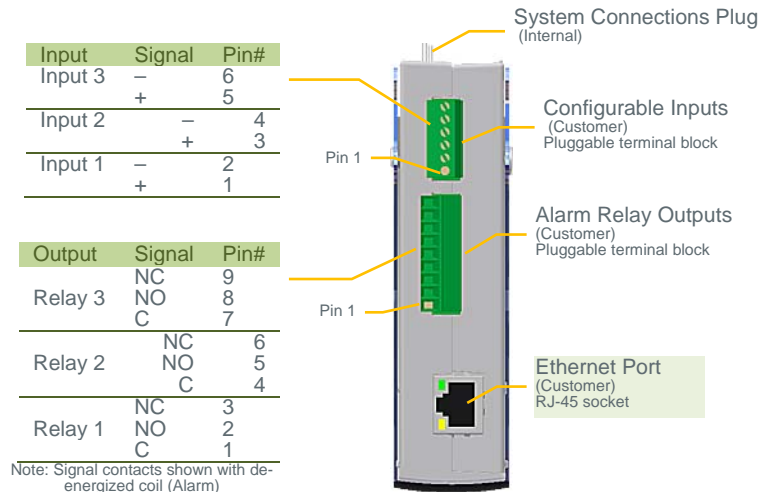 System Connections Plug
(Internal)
Input Signal Pin#
Input 3 – 6
+ 5
Input 2 – 4
+ 3
Input 1 – 2
+ 1
Configurable Inputs
(Customer)
Pluggable terminal block
Pin 1
Alarm Relay Outputs
(Customer)
Pluggable terminal block
Output Signal Pin#
NC 9
Relay 3 NO 8
C 7
NC 6
Relay 2 NO 5
C 4
NC 3
Relay 1 NO 2
C 1
Note: Signal contacts shown with de-
energized coil (Alarm)
Pin 1
Ethernet Port
(Customer)
RJ-45 socket